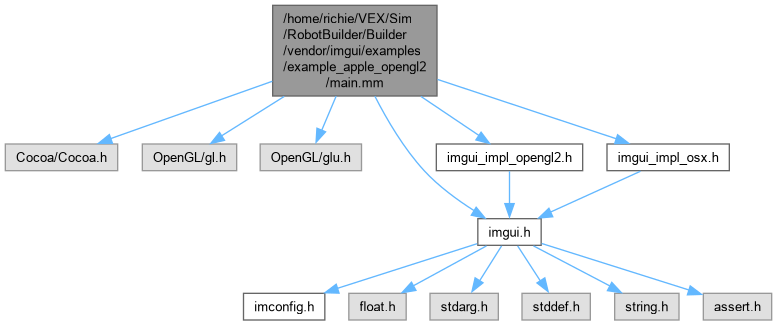 /home/richie/VEX/Sim
/RobotBuilder/Builder
/vendor/imgui/examples
/example_apple_opengl2
/main.mm
Cocoa/Cocoa.h
OpenGL/gl.h
OpenGL/glu.h
imgui_impl_opengl2.h
imgui_impl_osx.h
imgui.h
imconfig.h
float.h
stdarg.h
stddef.h
string.h
assert.h